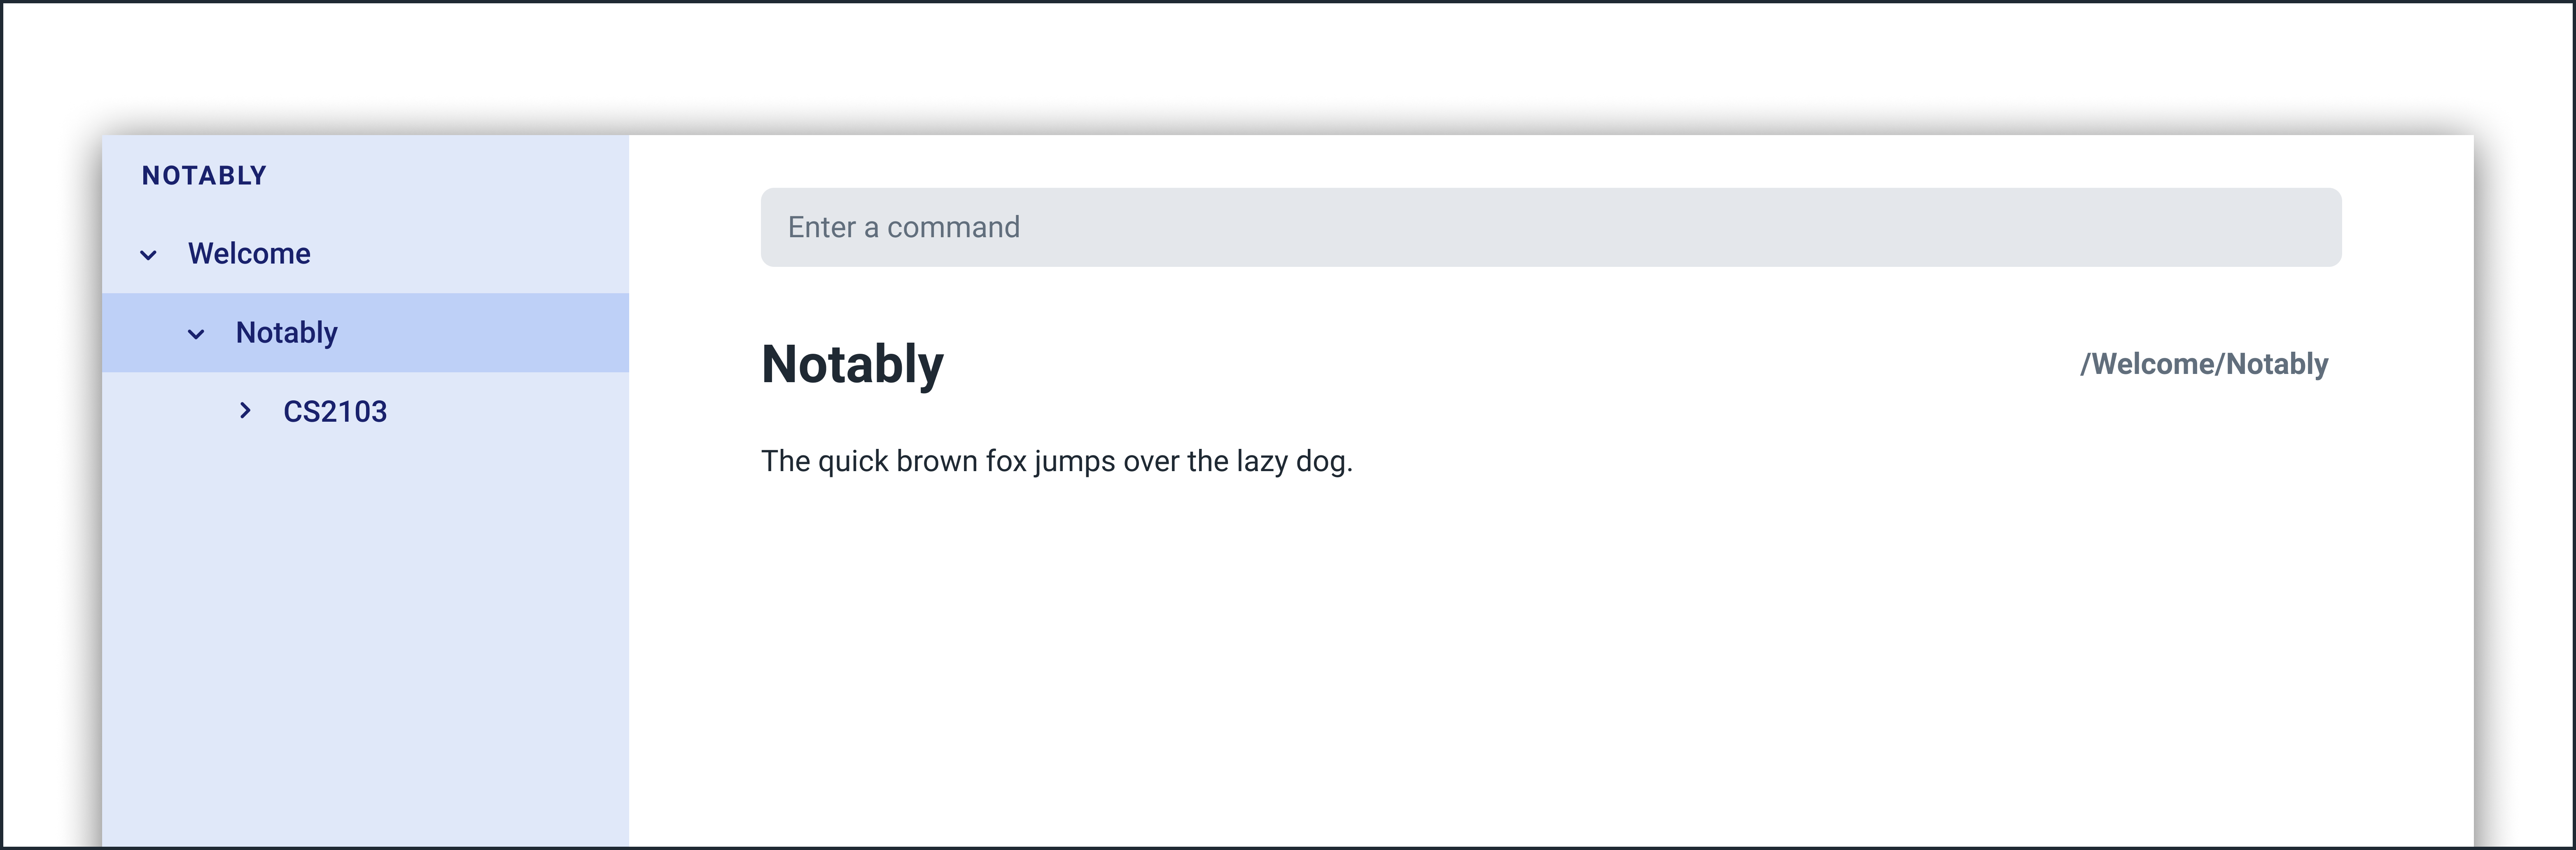 NOTABLY
Welcome
Notably
CS2103
Enter a command
Notably
/Welcome/Notably
The quick brown fox jumps over the lazy dog.